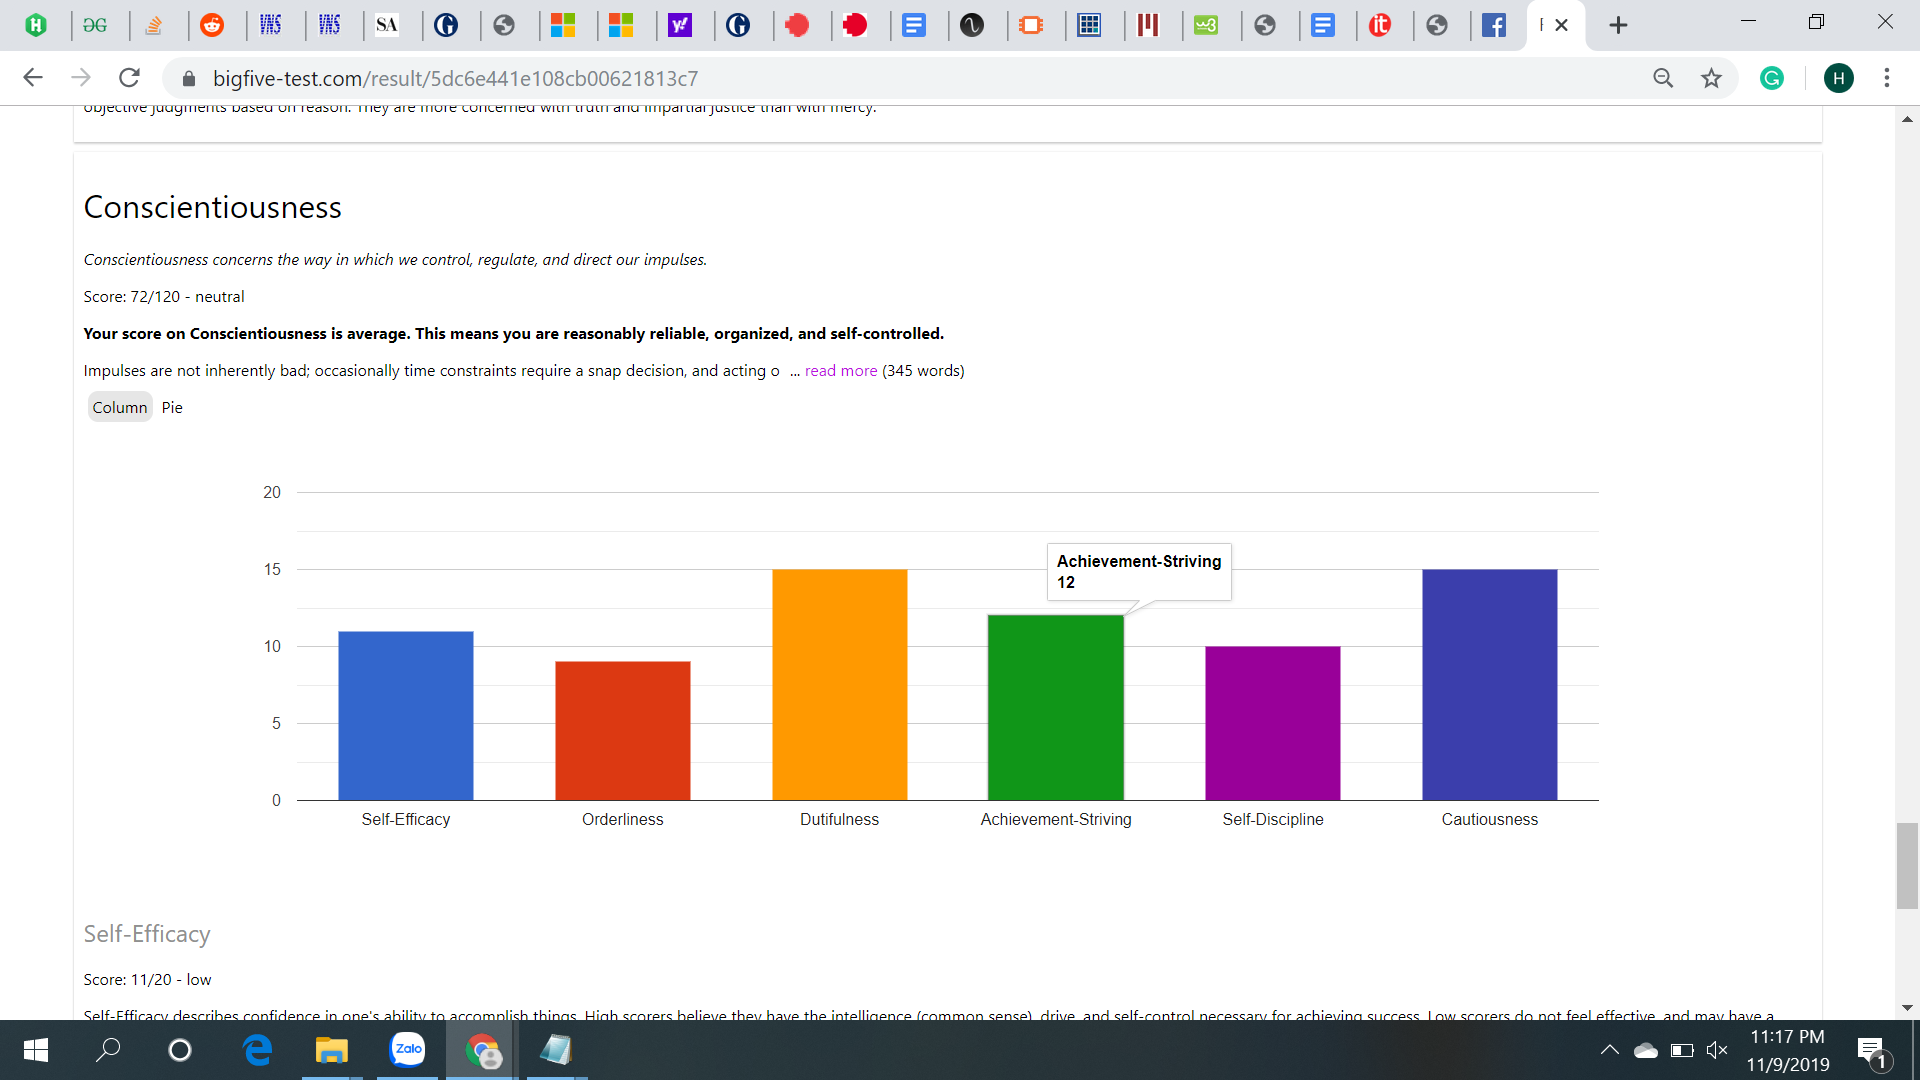 bigfive-test.com/result/5dc6e441e108cb00621813c7
H
objective judgments based on reason. They are more concerned with truth and impartial justice than with mercy.
Conscientiousness
Conscientiousness concerns the way in which we control, regulate, and direct our impulses.
Score: 72/120 - neutral
Your score on Conscientiousness is average. This means you are reasonably reliable, organized, and self-controlled.
Impulses are not inherently bad; occasionally time constraints require a snap decision, and acting o ... read more (345 words)
Column Pie
20
15
10
5
0
Achievement-Striving
12
Self-Efficacy Orderliness Dutifulness Achievement-Striving Self-Discipline Cautiousness
Self-Efficacy
Score: 11/20 - low
Self-Efficacy describes confidence in one's ability to accomplish things. High scorers believe they have the intelligence (common sense), drive, and self-control necessary for achieving success. Low scorers do not feel effective, and may have a
Zalo
11:17 PM
11/9/2019
1